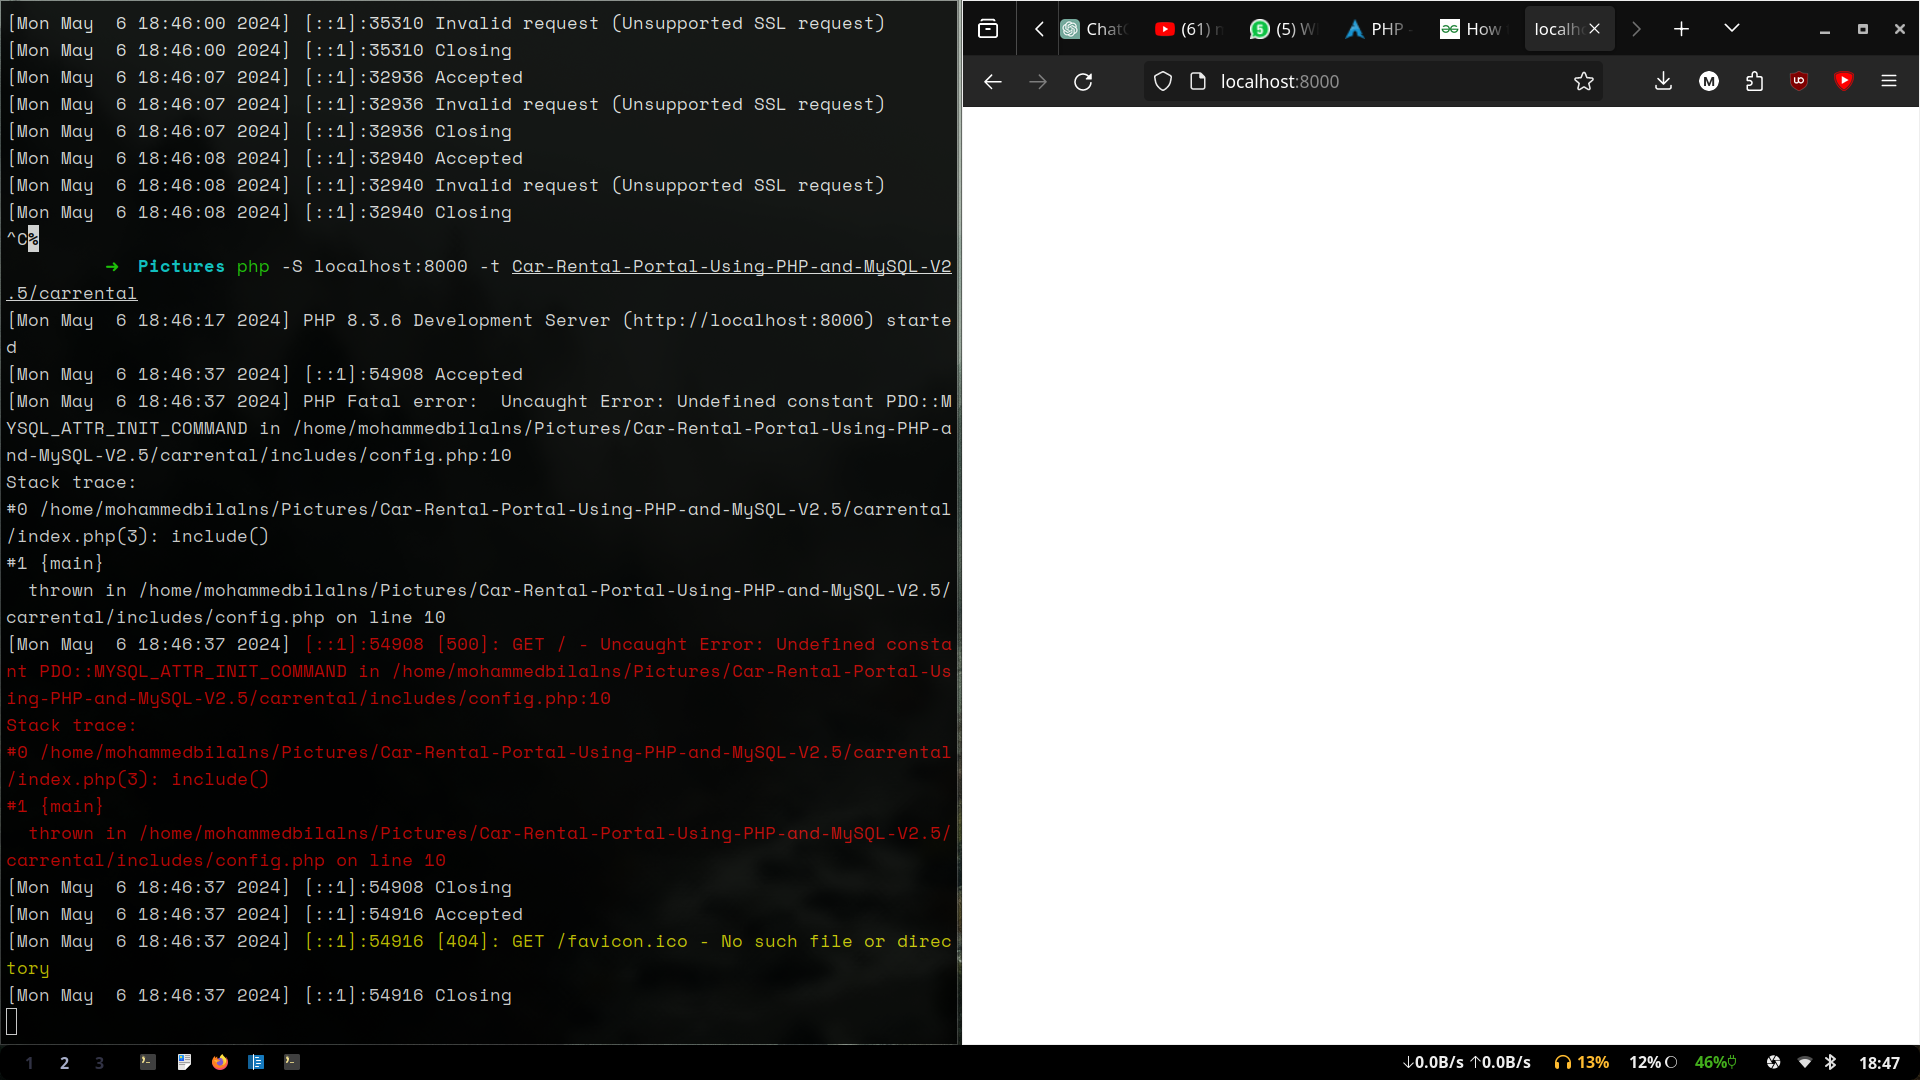 [Mon May  6 18:46:00 2024] [::1]:35310 Invalid request (Unsupported SSL request)
[Mon May  6 18:46:00 2024] [::1]:35310 Closing
[Mon May  6 18:46:07 2024] [::1]:32936 Accepted
[Mon May  6 18:46:07 2024] [::1]:32936 Invalid request (Unsupported SSL request)
[Mon May  6 18:46:07 2024] [::1]:32936 Closing
[Mon May  6 18:46:08 2024] [::1]:32940 Accepted
[Mon May  6 18:46:08 2024] [::1]:32940 Invalid request (Unsupported SSL request)
[Mon May  6 18:46:08 2024] [::1]:32940 Closing
^C%
➜  Pictures php -S localhost:8000 -t Car-Rental-Portal-Using-PHP-and-MySQL-V2
.5/carrental
[Mon May  6 18:46:17 2024] PHP 8.3.6 Development Server (http://localhost:8000) starte
d
[Mon May  6 18:46:37 2024] [::1]:54908 Accepted
[Mon May  6 18:46:37 2024] PHP Fatal error:  Uncaught Error: Undefined constant PDO::M
YSQL_ATTR_INIT_COMMAND in /home/mohammedbilalns/Pictures/Car-Rental-Portal-Using-PHP-a
nd-MySQL-V2.5/carrental/includes/config.php:10
Stack trace:
#0 /home/mohammedbilalns/Pictures/Car-Rental-Portal-Using-PHP-and-MySQL-V2.5/carrental
/index.php(3): include()
#1 {main}
  thrown in /home/mohammedbilalns/Pictures/Car-Rental-Portal-Using-PHP-and-MySQL-V2.5/
carrental/includes/config.php on line 10
[Mon May  6 18:46:37 2024] [::1]:54908 [500]: GET / - Uncaught Error: Undefined consta
nt PDO::MYSQL_ATTR_INIT_COMMAND in /home/mohammedbilalns/Pictures/Car-Rental-Portal-Us
ing-PHP-and-MySQL-V2.5/carrental/includes/config.php:10
Stack trace:
#0 /home/mohammedbilalns/Pictures/Car-Rental-Portal-Using-PHP-and-MySQL-V2.5/carrental
/index.php(3): include()
#1 {main}
  thrown in /home/mohammedbilalns/Pictures/Car-Rental-Portal-Using-PHP-and-MySQL-V2.5/
carrental/includes/config.php on line 10
[Mon May  6 18:46:37 2024] [::1]:54908 Closing
[Mon May  6 18:46:37 2024] [::1]:54916 Accepted
[Mon May  6 18:46:37 2024] [::1]:54916 [404]: GET /favicon.ico - No such file or direc
tory
[Mon May  6 18:46:37 2024] [::1]:54916 Closing
Chat (61) (5) W PHP How localh
localhost:8000
M
1 2 3 ↓0.0B/s ↑0.0B/s 13% 12% 46% 18:47